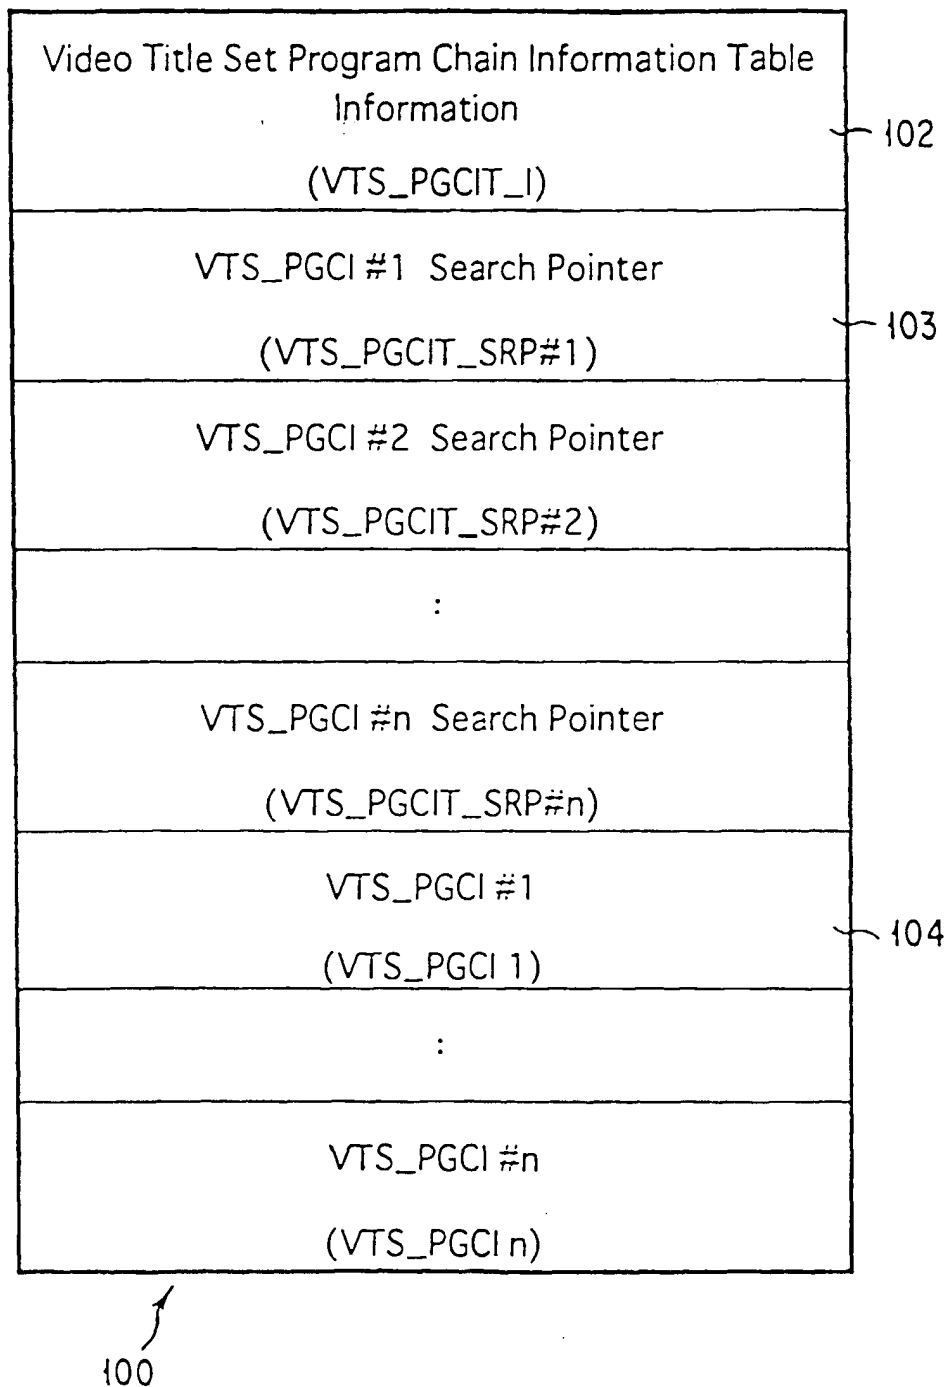 Video Title Set Program Chain Information Table
Information
(VTS_PGCIT_I)
102
VTS_PGCI #1 Search Pointer
(VTS_PGCIT_SRP#1)
103
VTS_PGCI #2 Search Pointer
(VTS_PGCIT_SRP#2)
:
VTS_PGCI #n Search Pointer
(VTS_PGCIT_SRP#n)
VTS_PGCI #1
(VTS_PGCI 1)
104
:
VTS_PGCI #n
(VTS_PGCI n)
100